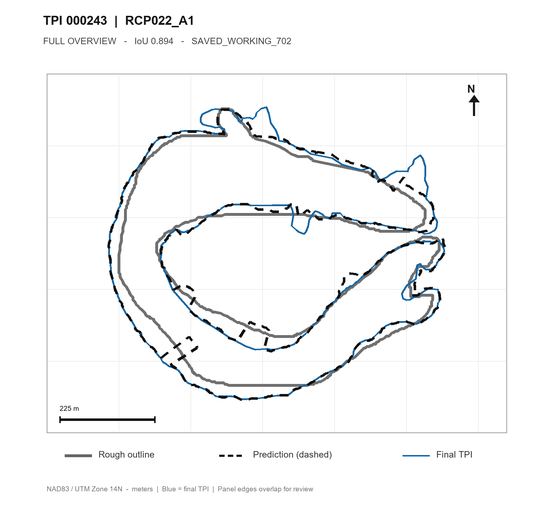 TPI 000243 | RCP022_A1
FULL OVERVIEW - IoU 0.894 - SAVED_WORKING_702
N
225 m
Rough outline
Prediction (dashed)
Final TPI
NAD83 / UTM Zone 14N - meters | Blue = final TPI | Panel edges overlap for review